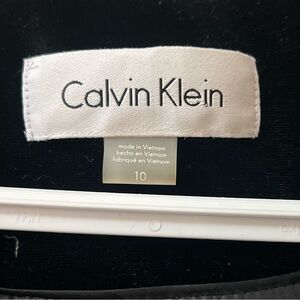 Calvin Klein
made in Vietnam
hecho en Vietnam
fabriqué en Vietnam
10